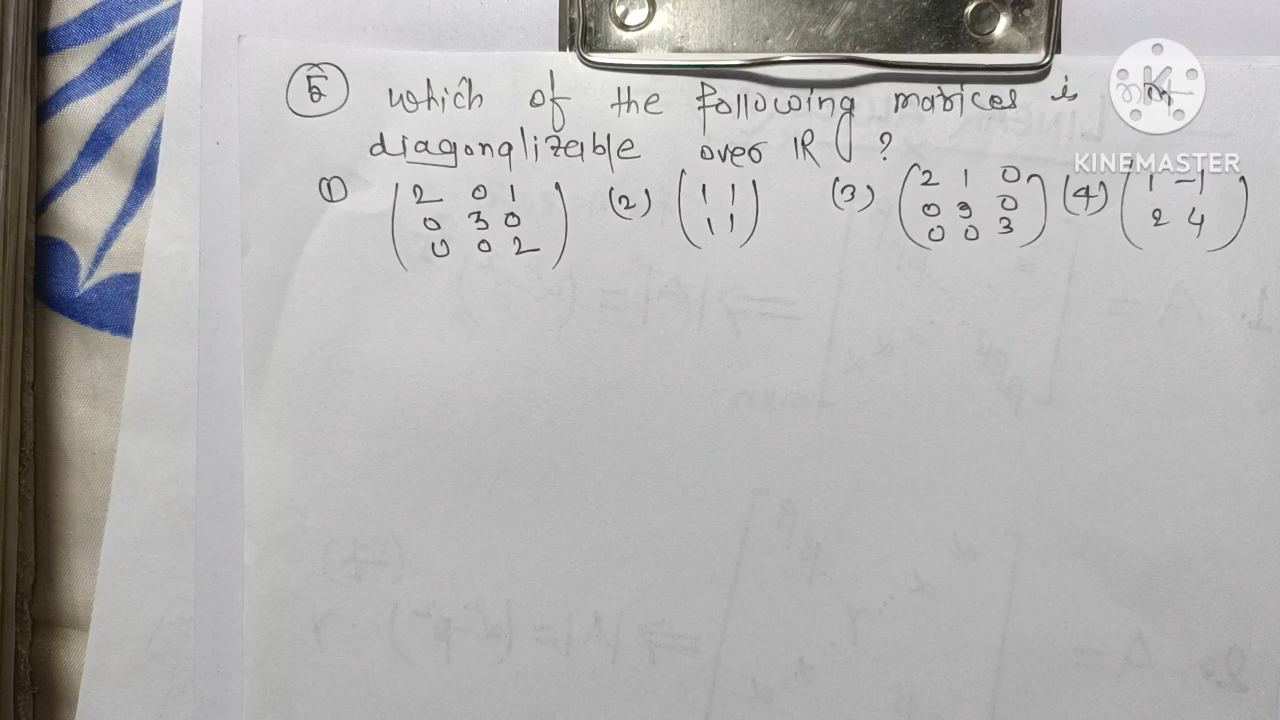 5 which of the following matices is
KINEMASTER
diagonalizable over IR ?
① (2 0 1 (2) (1 1 (3) (2 1 0 (4) (1 -1
0 3 0 1 1) 0 3 0 2 4)
0 0 2) 0 0 3)